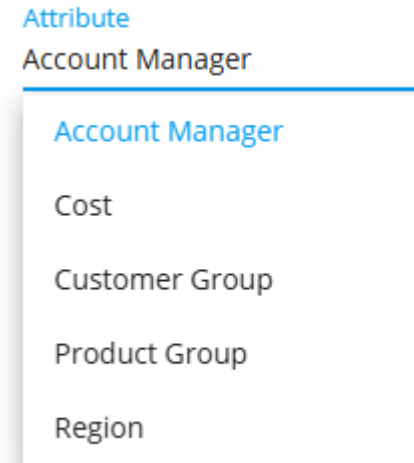 Attribute
Account Manager
Account Manager
Cost
Customer Group
Product Group
Region